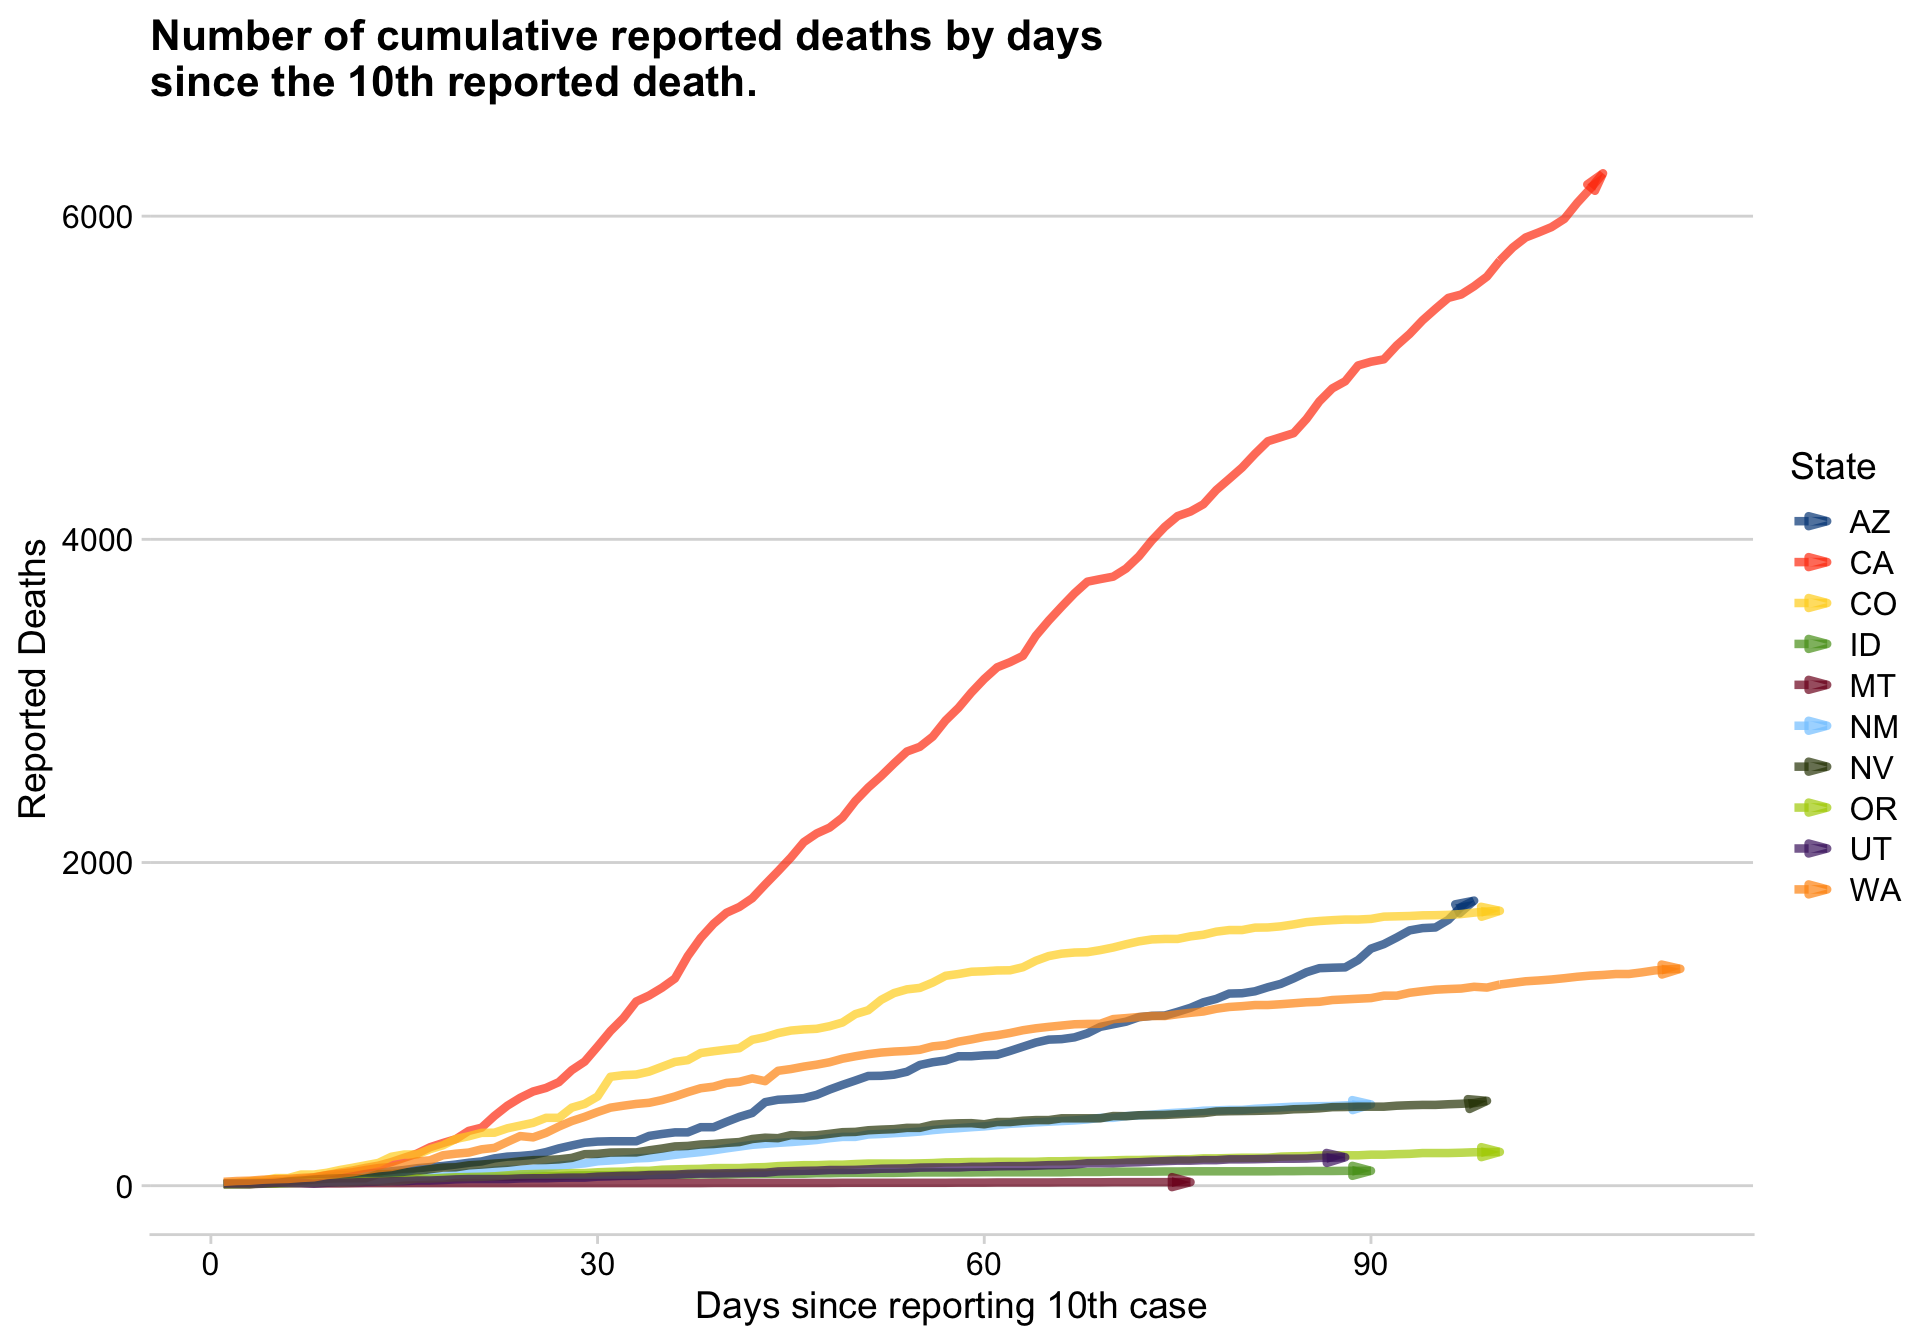 Number of cumulative reported deaths by days
since the 10th reported death.
6000
4000
2000
0
Reported Deaths
0
30
60
90
Days since reporting 10th case
State
AZ
CA
CO
ID
MT
NM
NV
OR
UT
WA